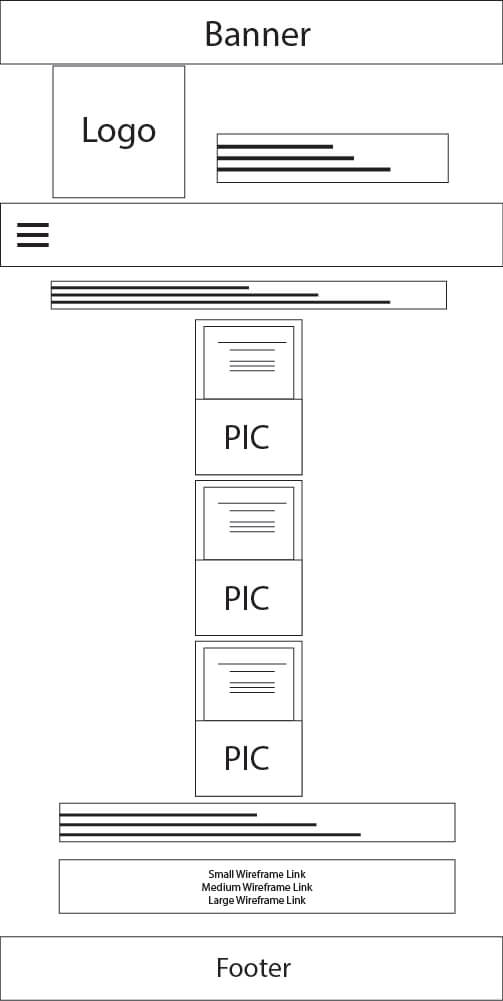 Banner
Logo
PIC
PIC
PIC
Small Wireframe Link
Medium Wireframe Link
Large Wireframe Link
Footer